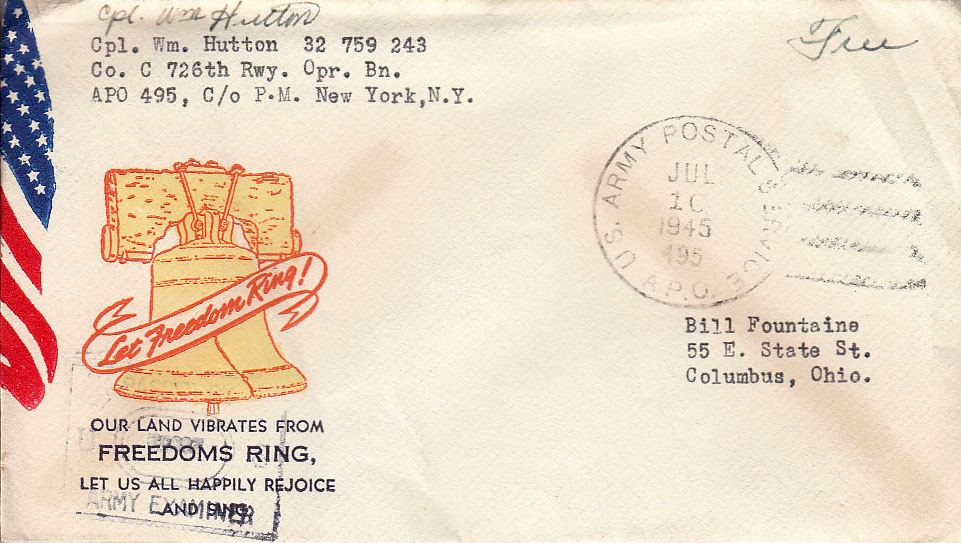 Cpl. Wm Hutton
Cpl. Wm. Hutton 32 759 243
Co. C 726th Rwy. Opr. Bn.
APO 495, C/o P.M. New York,N.Y.
Free
U.S. ARMY POSTAL SERVICE
JUL
10
1945
495
A.P.O.
Let Freedom Ring!
Bill Fountaine
55 E. State St.
Columbus, Ohio.
OUR LAND VIBRATES FROM
FREEDOMS RING,
LET US ALL HAPPILY REJOICE
AND SING
PASSED
ARMY EXAMINER